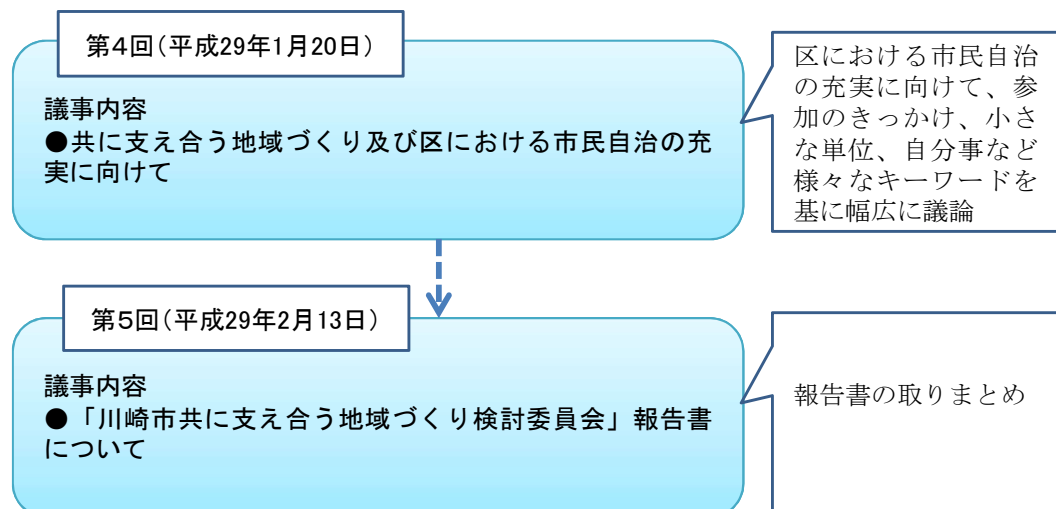 第4回(平成29年1月20日)
議事内容
●共に支え合う地域づくり及び区における市民自治の充
実に向けて
区における市民自治
の充実に向けて、参
加のきっかけ、小さ
な単位、自分事など
様々なキーワードを
基に幅広に議論
第5回(平成29年2月13日)
議事内容
●「川崎市共に支え合う地域づくり検討委員会」報告書
について
報告書の取りまとめ